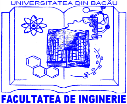 UNIVERSITATEA DIN BACĂU
FACULTATEA DE INGINERIE